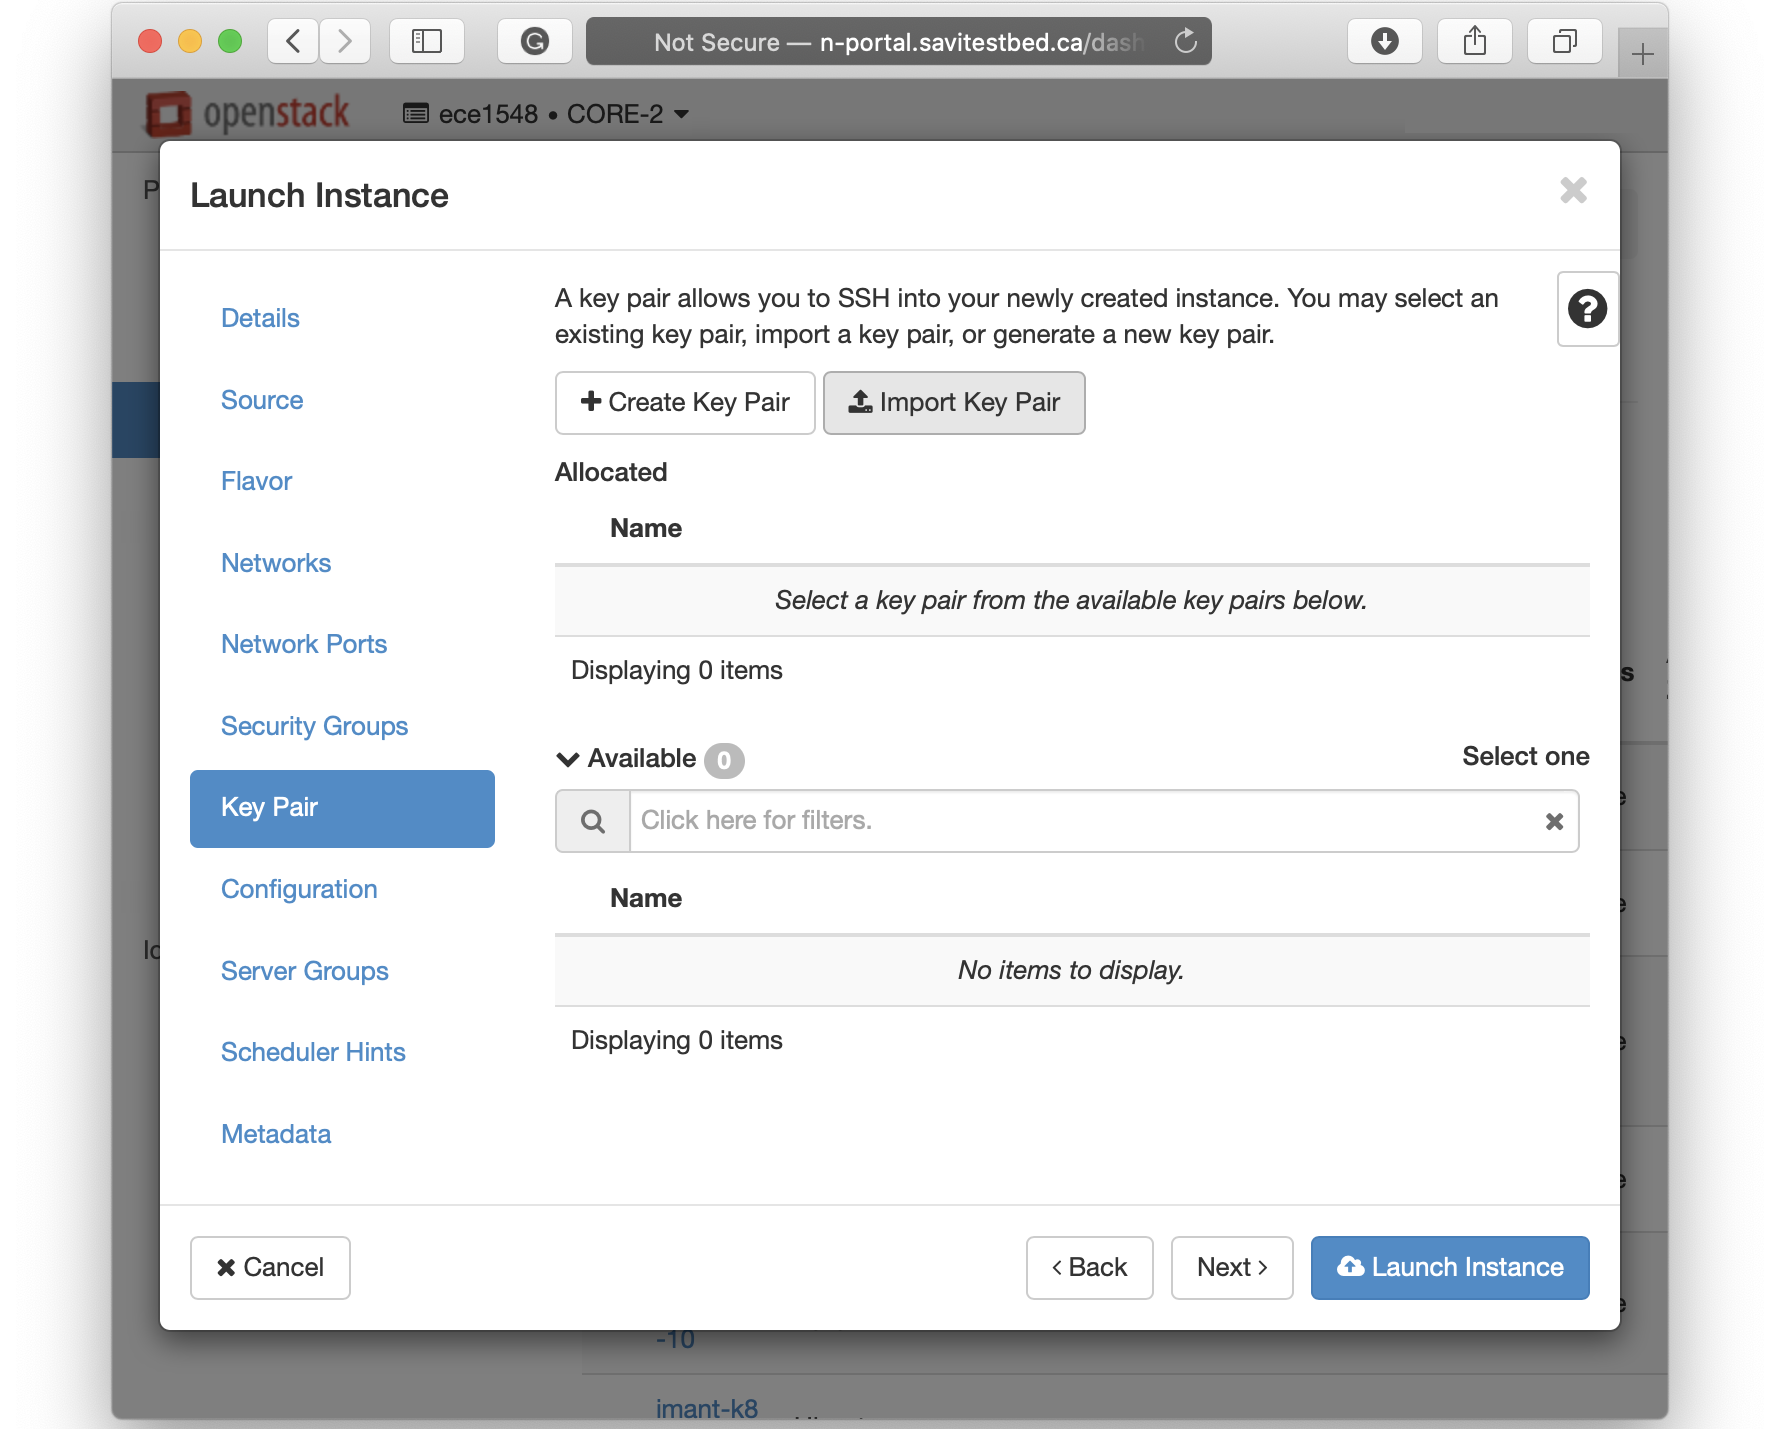 Not Secure — n-portal.savitestbed.ca/dash
openstack
ece1548 • CORE-2
Launch Instance
Details
Source
Flavor
Networks
Network Ports
Security Groups
Key Pair
Configuration
Server Groups
Scheduler Hints
Metadata
A key pair allows you to SSH into your newly created instance. You may select an
existing key pair, import a key pair, or generate a new key pair.
Create Key Pair
Import Key Pair
Allocated
Name
Select a key pair from the available key pairs below.
Displaying 0 items
Available 0
Select one
Click here for filters.
Name
No items to display.
Displaying 0 items
Cancel
‹ Back
Next ›
Launch Instance
-10
imant-k8